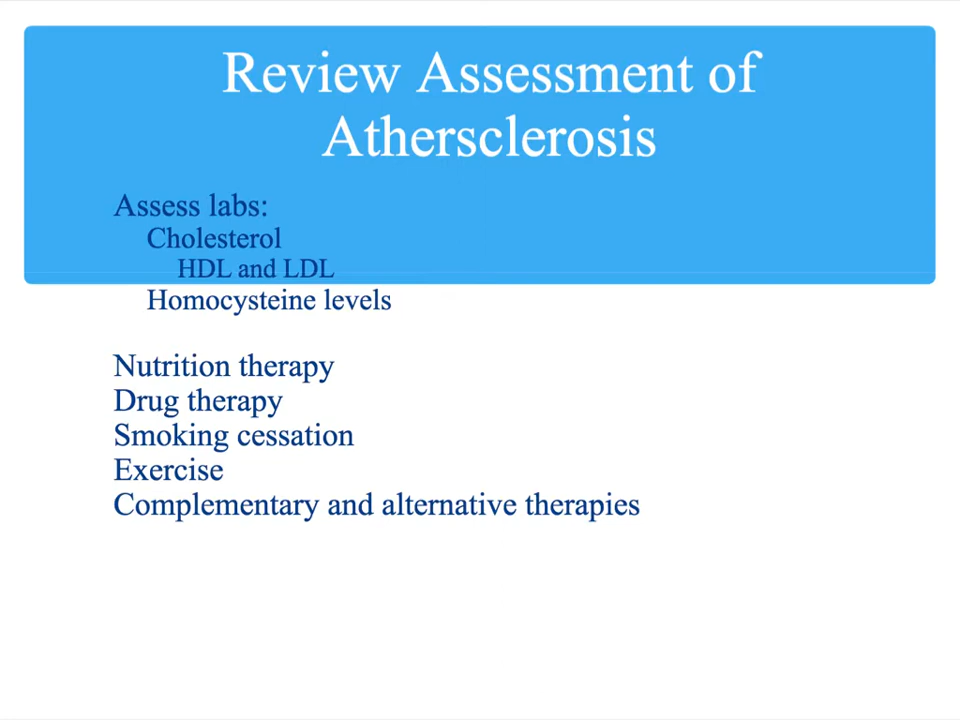 Review Assessment of
Athersclerosis
Assess labs:
Cholesterol
HDL and LDL
Homocysteine levels
Nutrition therapy
Drug therapy
Smoking cessation
Exercise
Complementary and alternative therapies